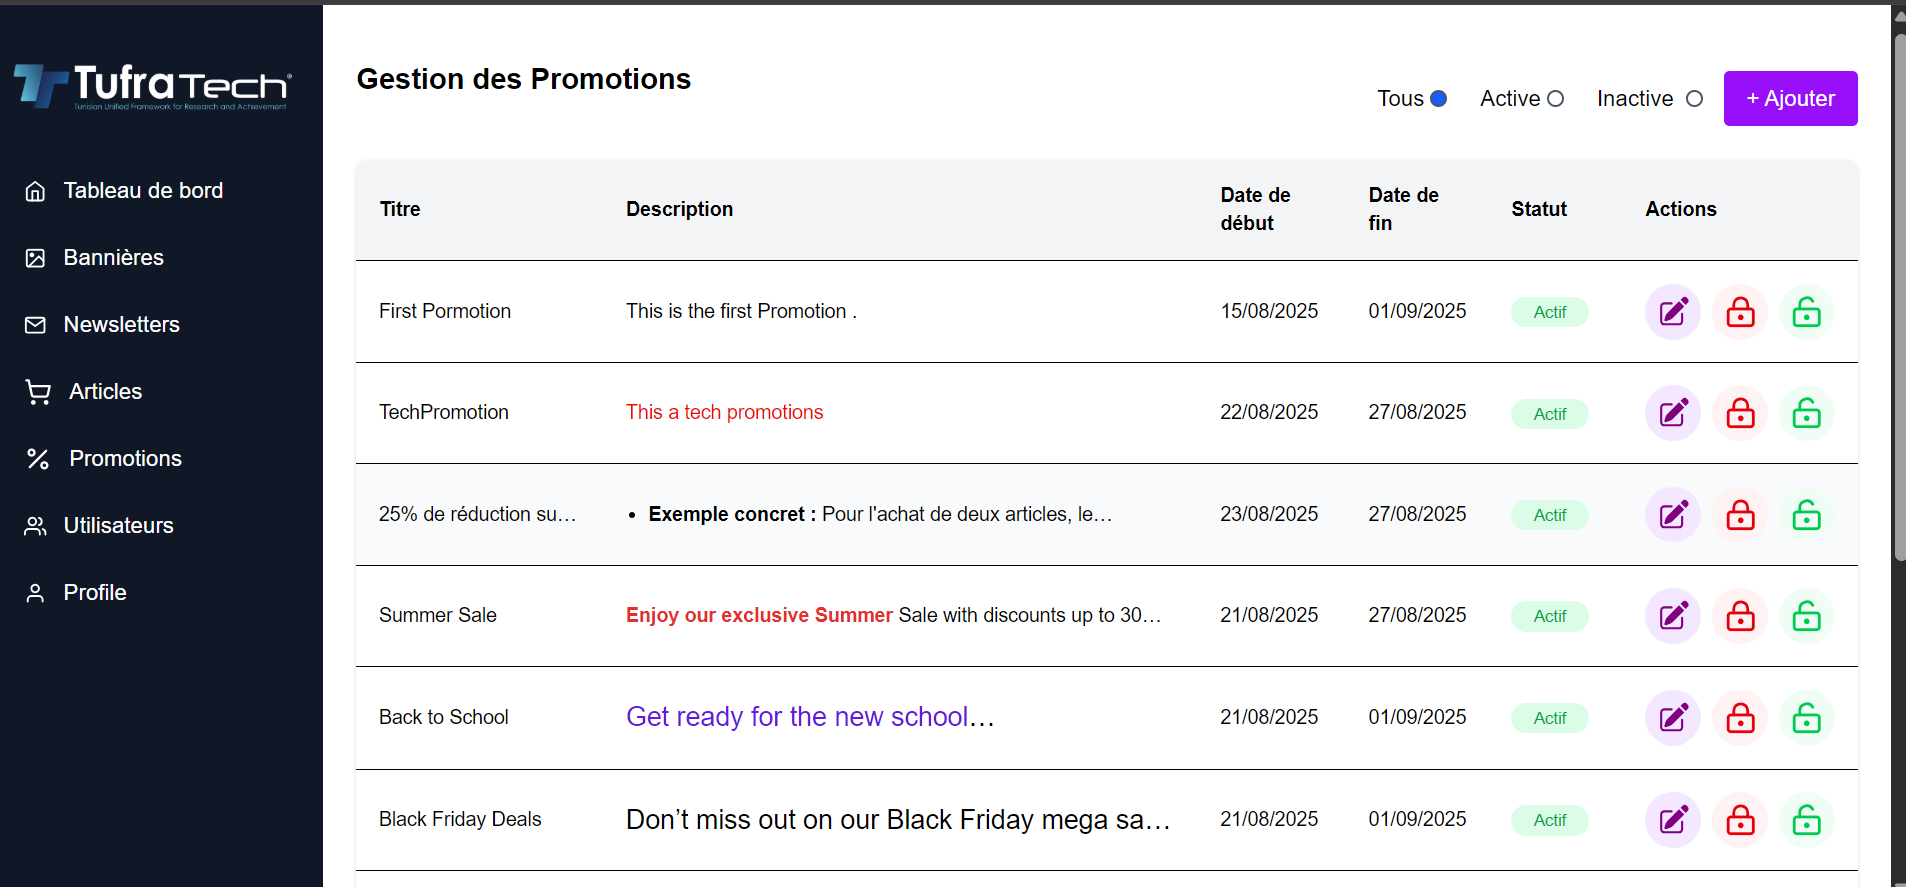 TufraTech
Tunisian Unified Framework for Research and Achievement
Tableau de bord
Bannières
Newsletters
Articles
Promotions
Utilisateurs
Profile
Gestion des Promotions
Tous Active Inactive + Ajouter
Titre Description Date de début Date de fin Statut Actions
First Pormotion This is the first Promotion . 15/08/2025 01/09/2025 Actif
TechPromotion This a tech promotions 22/08/2025 27/08/2025 Actif
25% de réduction su… • Exemple concret : Pour l'achat de deux articles, le… 23/08/2025 27/08/2025 Actif
Summer Sale Enjoy our exclusive Summer Sale with discounts up to 30… 21/08/2025 27/08/2025 Actif
Back to School Get ready for the new school… 21/08/2025 01/09/2025 Actif
Black Friday Deals Don’t miss out on our Black Friday mega sa… 21/08/2025 01/09/2025 Actif